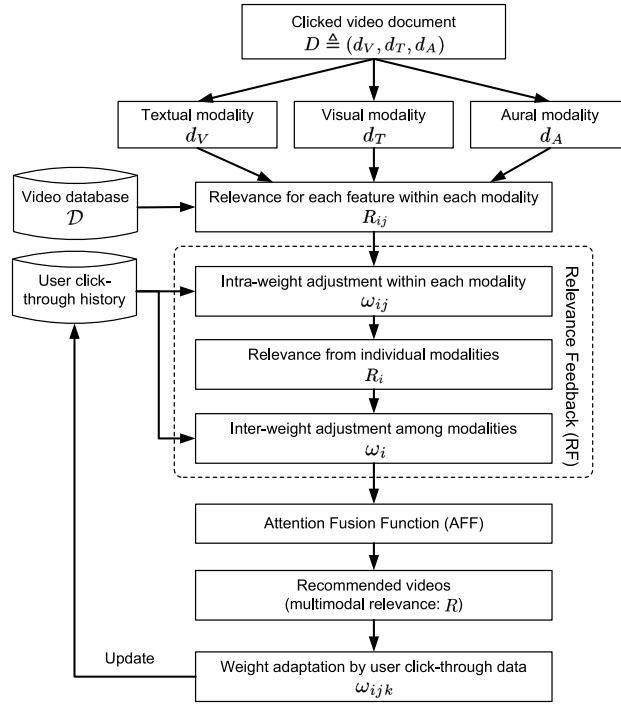 Clicked video document
D ≜ (d_V, d_T, d_A)
Textual modality
d_V
Visual modality
d_T
Aural modality
d_A
Video database
𝒟
Relevance for each feature within each modality
R_ij
User click-
through history
Intra-weight adjustment within each modality
ω_ij
Relevance from individual modalities
R_i
Inter-weight adjustment among modalities
ω_i
Relevance Feedback (RF)
Attention Fusion Function (AFF)
Recommended videos
(multimodal relevance: R)
Update
Weight adaptation by user click-through data
ω_ijk